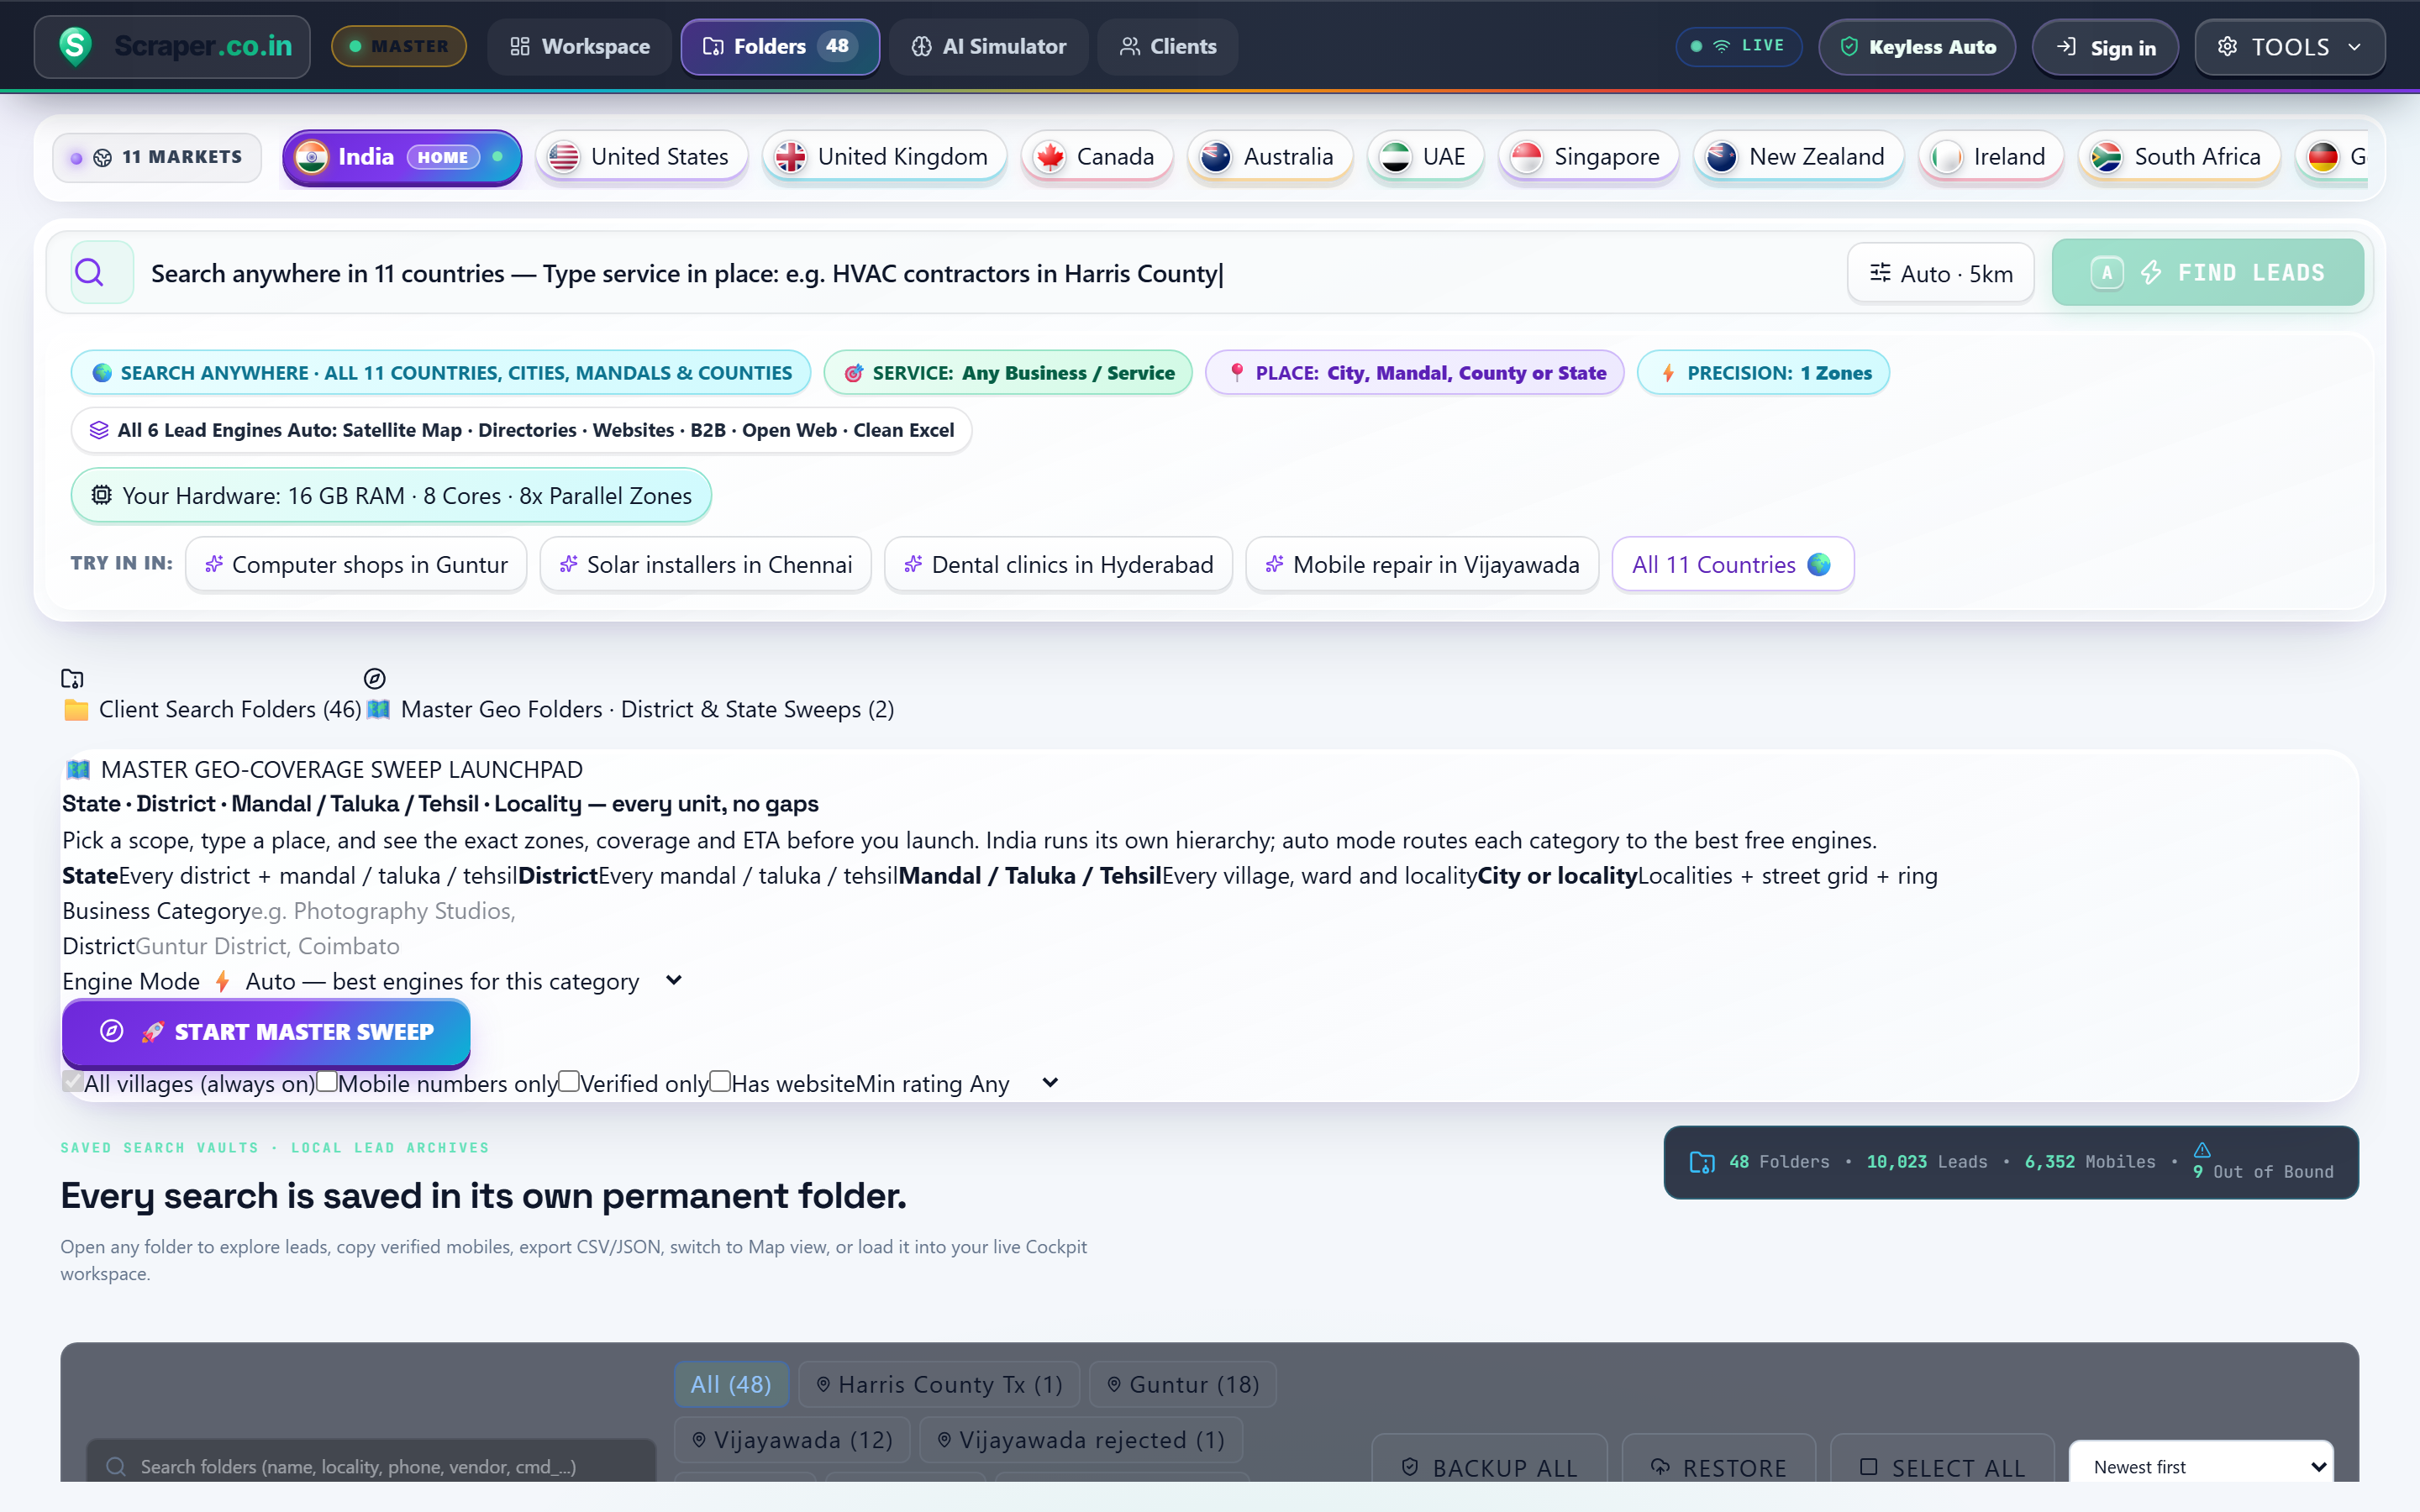 S Scraper.co.in MASTER Workspace Folders 48 AI Simulator Clients LIVE Keyless Auto Sign in TOOLS
11 MARKETS India HOME United States United Kingdom Canada Australia UAE Singapore New Zealand Ireland South Africa
Search anywhere in 11 countries — Type service in place: e.g. HVAC contractors in Harris County| Auto · 5km A FIND LEADS
SEARCH ANYWHERE · ALL 11 COUNTRIES, CITIES, MANDALS & COUNTIES SERVICE: Any Business / Service PLACE: City, Mandal, County or State PRECISION: 1 Zones
All 6 Lead Engines Auto: Satellite Map · Directories · Websites · B2B · Open Web · Clean Excel
Your Hardware: 16 GB RAM · 8 Cores · 8x Parallel Zones
TRY IN IN: Computer shops in Guntur Solar installers in Chennai Dental clinics in Hyderabad Mobile repair in Vijayawada All 11 Countries
Client Search Folders (46) Master Geo Folders · District & State Sweeps (2)
MASTER GEO-COVERAGE SWEEP LAUNCHPAD
State · District · Mandal / Taluka / Tehsil · Locality — every unit, no gaps
Pick a scope, type a place, and see the exact zones, coverage and ETA before you launch. India runs its own hierarchy; auto mode routes each category to the best free engines.
StateEvery district + mandal / taluka / tehsilDistrictEvery mandal / taluka / tehsilMandal / Taluka / TehsilEvery village, ward and localityCity or localityLocalities + street grid + ring
Business Categorye.g. Photography Studios,
DistrictGuntur District, Coimbato
Engine Mode Auto — best engines for this category
START MASTER SWEEP
All villages (always on) Mobile numbers only Verified only Has websiteMin rating Any
SAVED SEARCH VAULTS · LOCAL LEAD ARCHIVES
48 Folders • 10,023 Leads • 6,352 Mobiles • 9 Out of Bound
Every search is saved in its own permanent folder.
Open any folder to explore leads, copy verified mobiles, export CSV/JSON, switch to Map view, or load it into your live Cockpit
workspace.
All (48) Harris County Tx (1) Guntur (18)
Vijayawada (12) Vijayawada rejected (1)
Search folders (name, locality, phone, vendor, cmd_...) BACKUP ALL RESTORE SELECT ALL Newest first